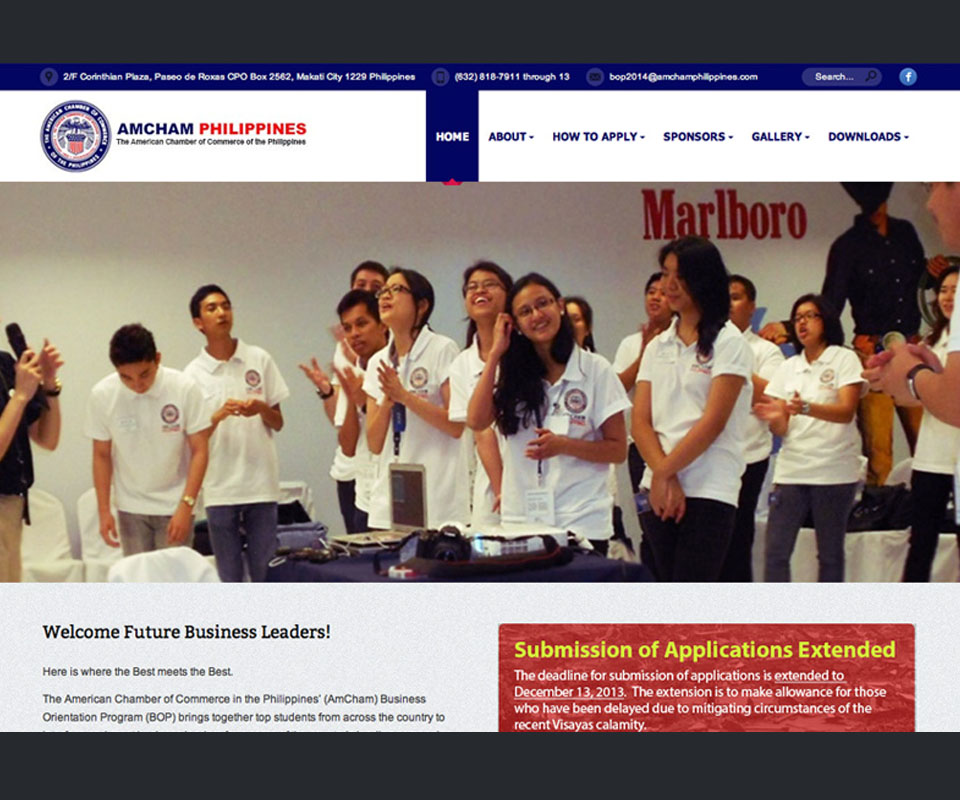 2/F Corinthian Plaza, Paseo de Roxas CPO Box 2562, Makati City 1229 Philippines
(632) 818-7911 through 13
bop2014@amchamphilippines.com
Search...
f
THE AMERICAN CHAMBER OF COMMERCE OF THE PHILIPPINES
AMCHAM PHILIPPINES
The American Chamber of Commerce of the Philippines
HOME
ABOUT
HOW TO APPLY
SPONSORS
GALLERY
DOWNLOADS
Marlboro
Welcome Future Business Leaders!
Here is where the Best meets the Best.
The American Chamber of Commerce in the Philippines' (AmCham) Business
Orientation Program (BOP) brings together top students from across the country to
Submission of Applications Extended
The deadline for submission of applications is extended to
December 13, 2013. The extension is to make allowance for those
who have been delayed due to mitigating circumstances of the
recent Visayas calamity.